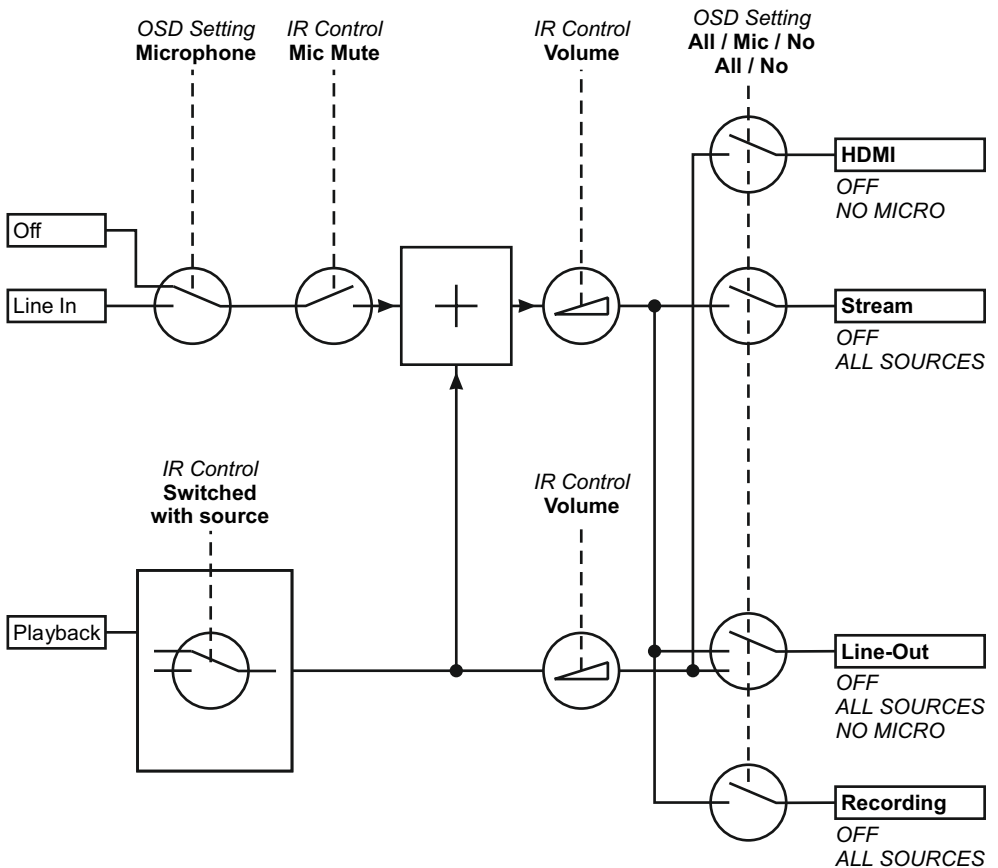 OSD Setting
Microphone
IR Control
Mic Mute
IR Control
Volume
OSD Setting
All / Mic / No
All / No
HDMI
OFF
NO MICRO
Off
Line In
Stream
OFF
ALL SOURCES
IR Control
Switched
with source
IR Control
Volume
Playback
Line-Out
OFF
ALL SOURCES
NO MICRO
Recording
OFF
ALL SOURCES